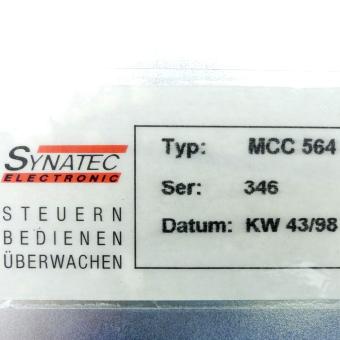 SYNATEC
ELECTRONIC
STEUERN
BEDIENEN
ÜBERWACHEN
Typ: MCC 564
Ser: 346
Datum: KW 43/98